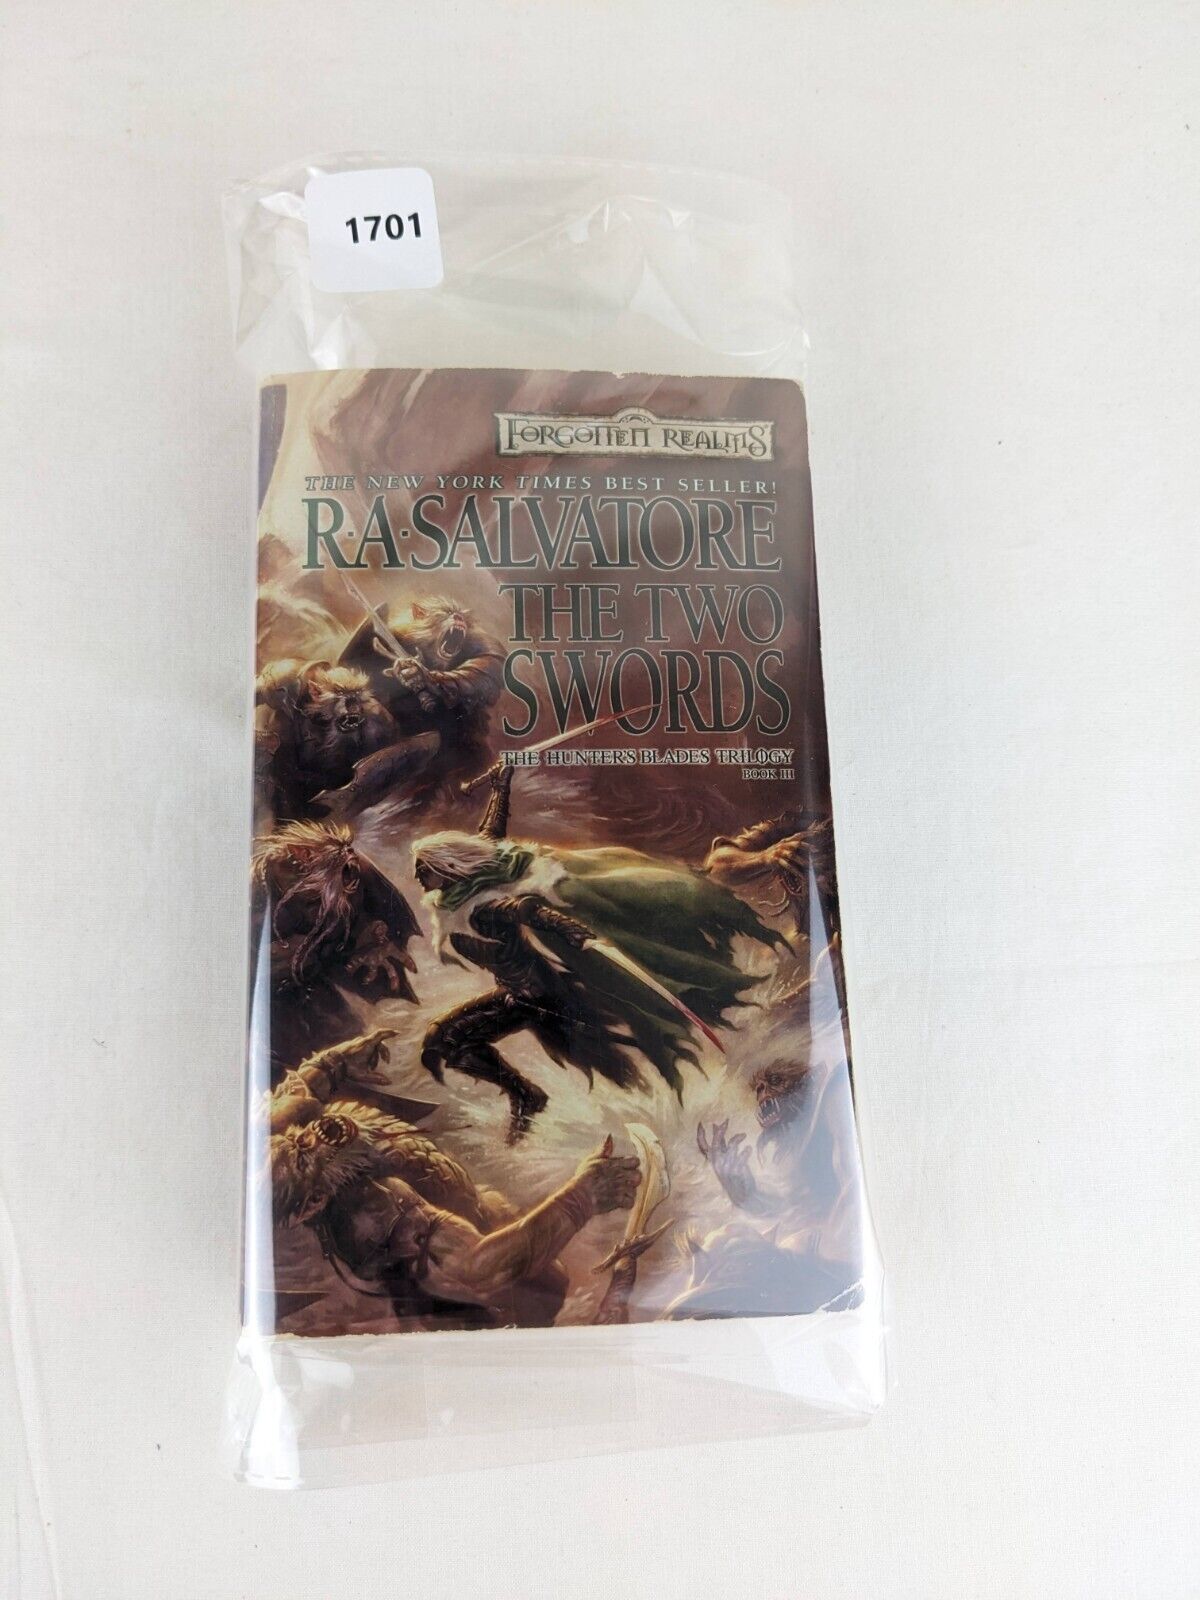 1701
FORGOTTEN REALMS
THE NEW YORK TIMES BEST SELLER!
R·A·SALVATORE
THE TWO
SWORDS
THE HUNTER'S BLADES TRILOGY
BOOK III